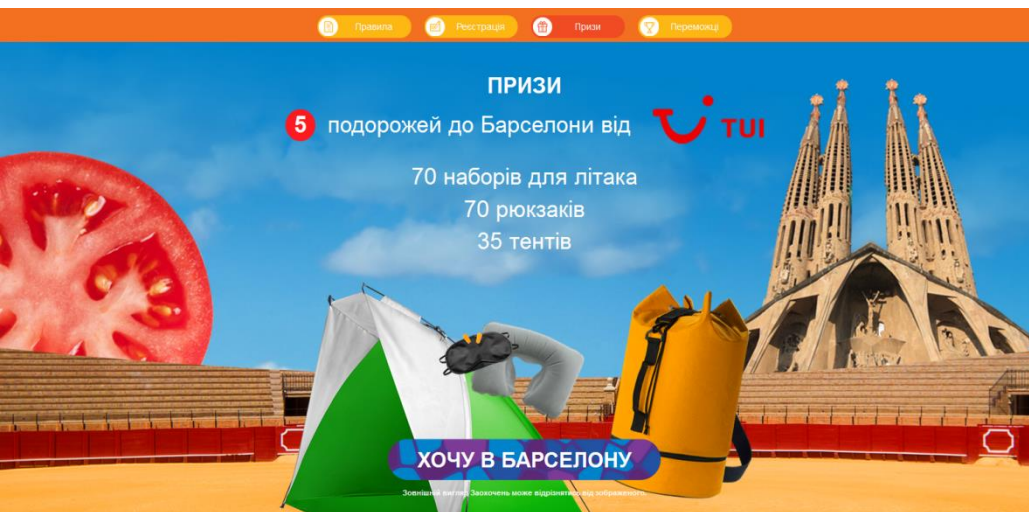 Правила
Реєстрація
Призи
Переможці
ПРИЗИ
5 подорожей до Барселони від TUI
70 наборів для літака
70 рюкзаків
35 тентів
ХОЧУ В БАРСЕЛОНУ
Зовнішній вигляд Заохочень може відрізнятись від зображеного.